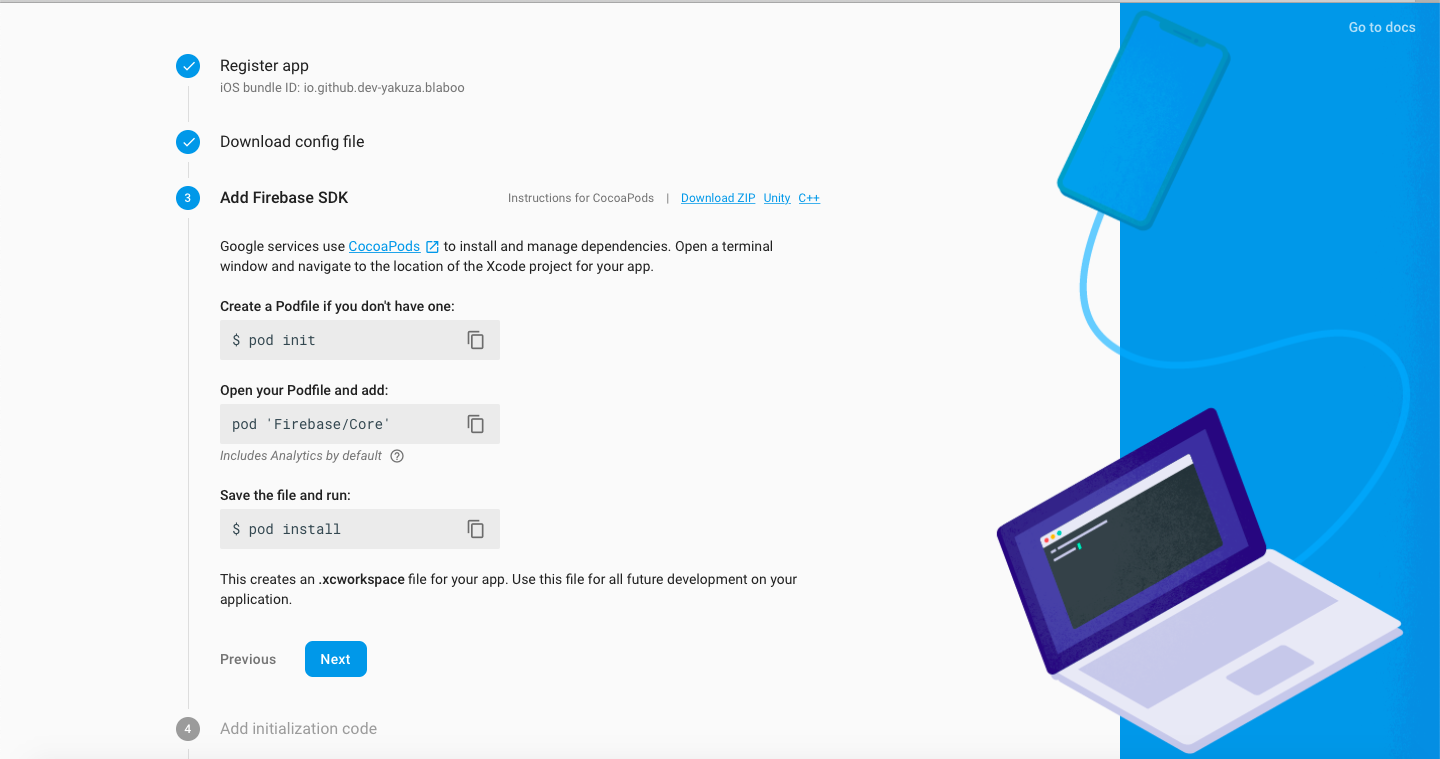 Go to docs
Register app
iOS bundle ID: io.github.dev-yakuza.blaboo
Download config file
3 Add Firebase SDK Instructions for CocoaPods | Download ZIP Unity C++
Google services use CocoaPods to install and manage dependencies. Open a terminal
window and navigate to the location of the Xcode project for your app.
Create a Podfile if you don't have one:
$ pod init
Open your Podfile and add:
pod 'Firebase/Core'
Includes Analytics by default ?
Save the file and run:
$ pod install
This creates an .xcworkspace file for your app. Use this file for all future development on your
application.
Previous Next
4 Add initialization code